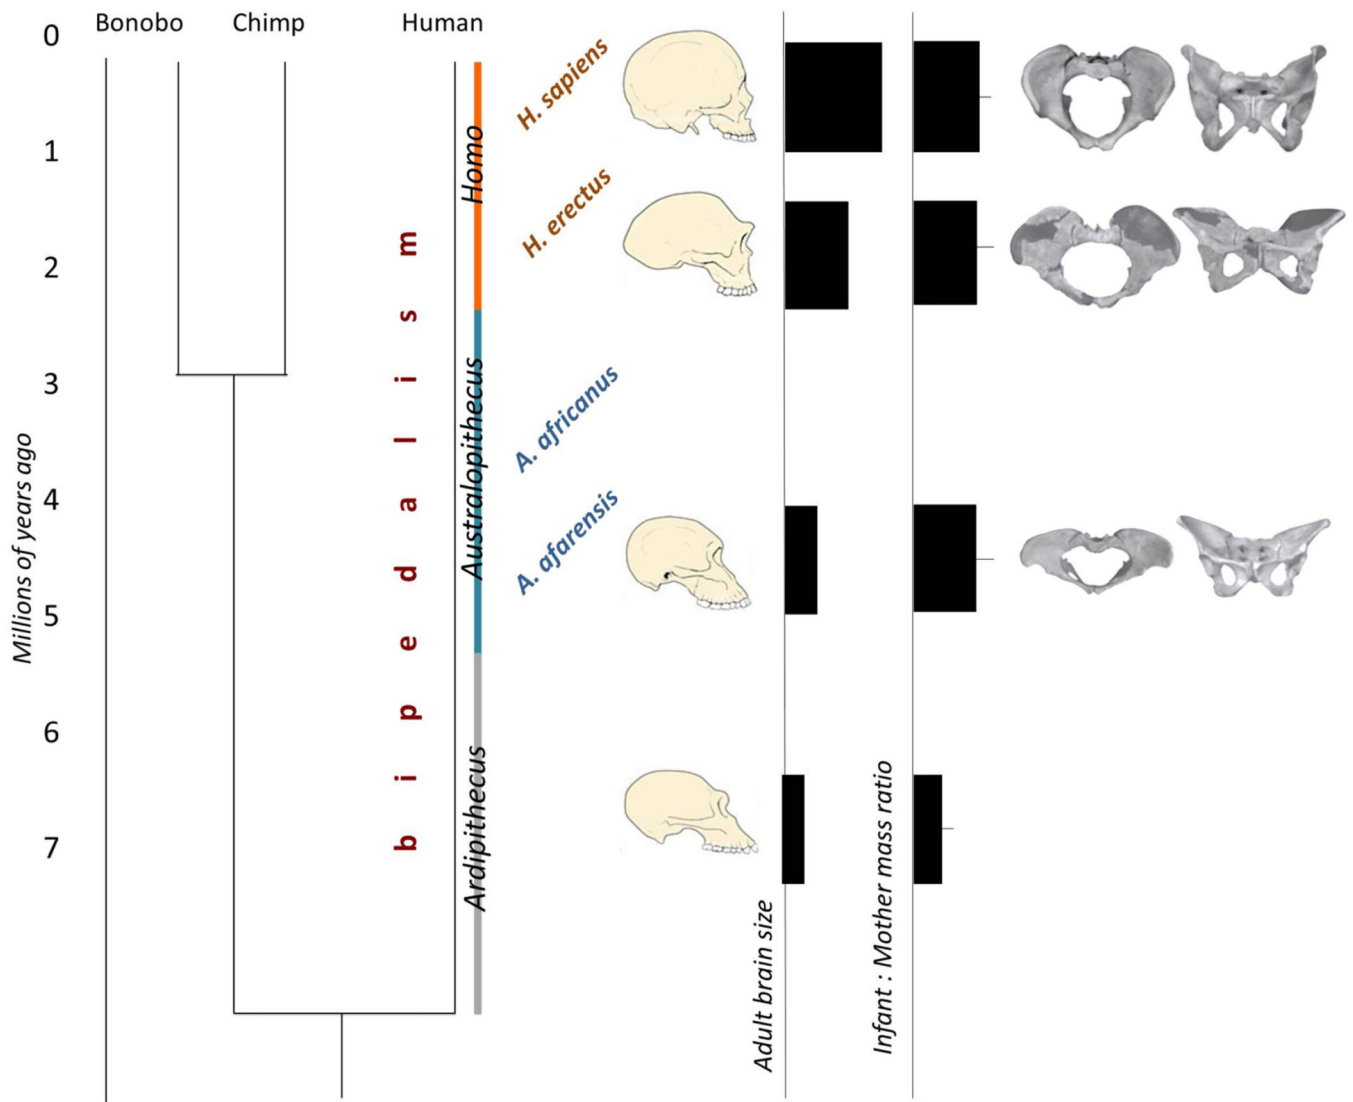 Bonobo Chimp Human
0
1
2
3
4
5
6
7
Millions of years ago
bipedalism
Homo
Australopithecus
Ardipithecus
H. sapiens
H. erectus
A. africanus
A. afarensis
Adult brain size
Infant : Mother mass ratio